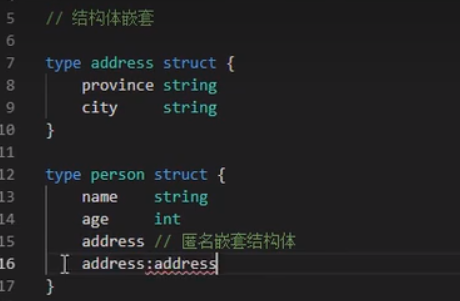 5 // 结构体嵌套
6
7 type address struct {
8 province string
9 city string
10 }
11
12 type person struct {
13 name string
14 age int
15 address // 匿名嵌套结构体
16 address:address
17 }